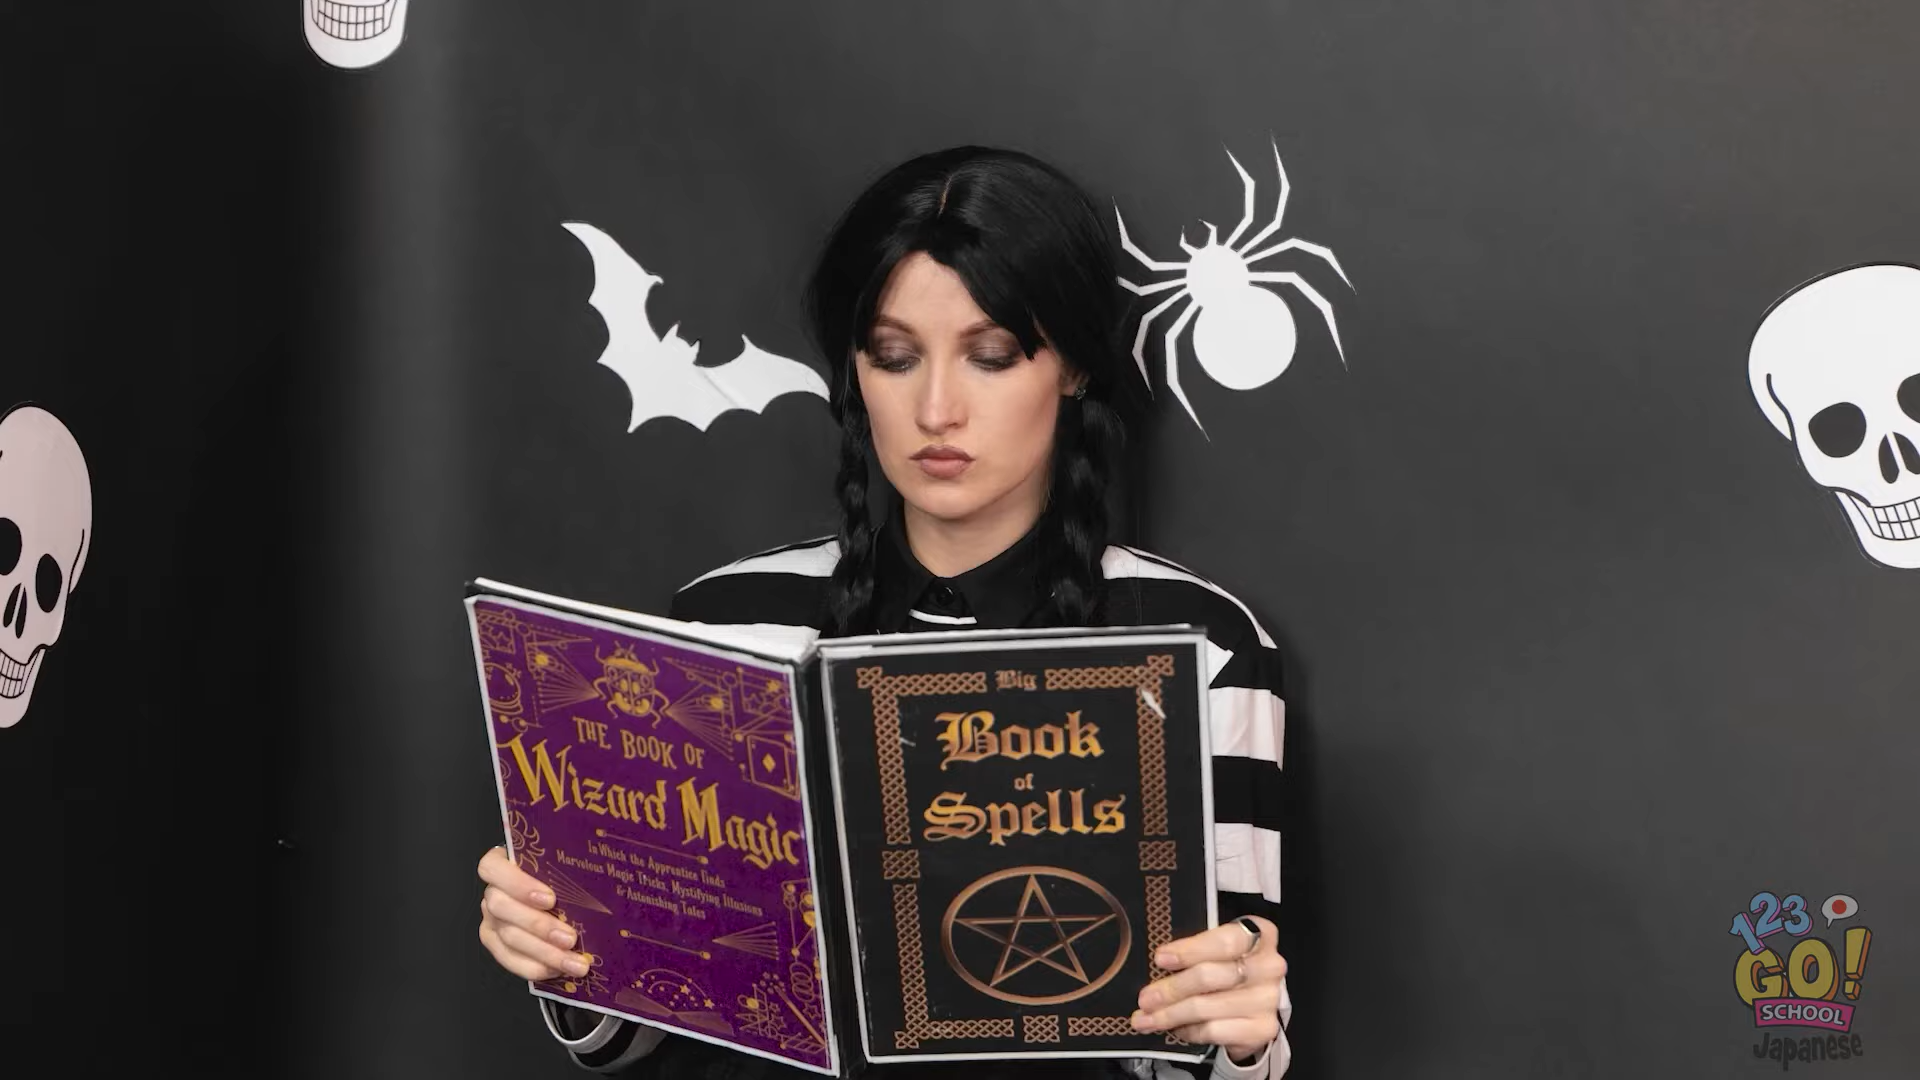 THE BOOK OF
Wizard Magic
In Which the Apprentice Finds
Marvelous Magic Tricks, Mystifying Illusions
& Astonishing Tales
Big
Book
of
Spells
123
GO!
SCHOOL
Japanese